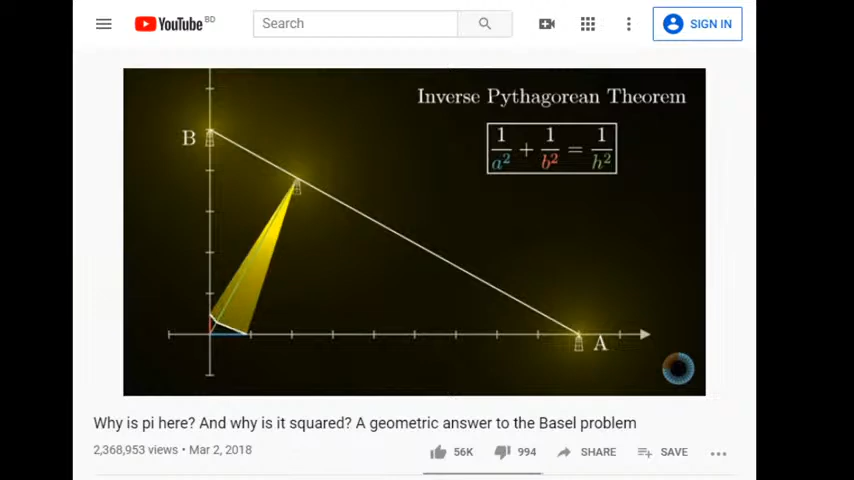 YouTube BD
Search
SIGN IN
Inverse Pythagorean Theorem
1/a² + 1/b² = 1/h²
B
A
Why is pi here? And why is it squared? A geometric answer to the Basel problem
2,368,953 views • Mar 2, 2018
56K 994 SHARE SAVE